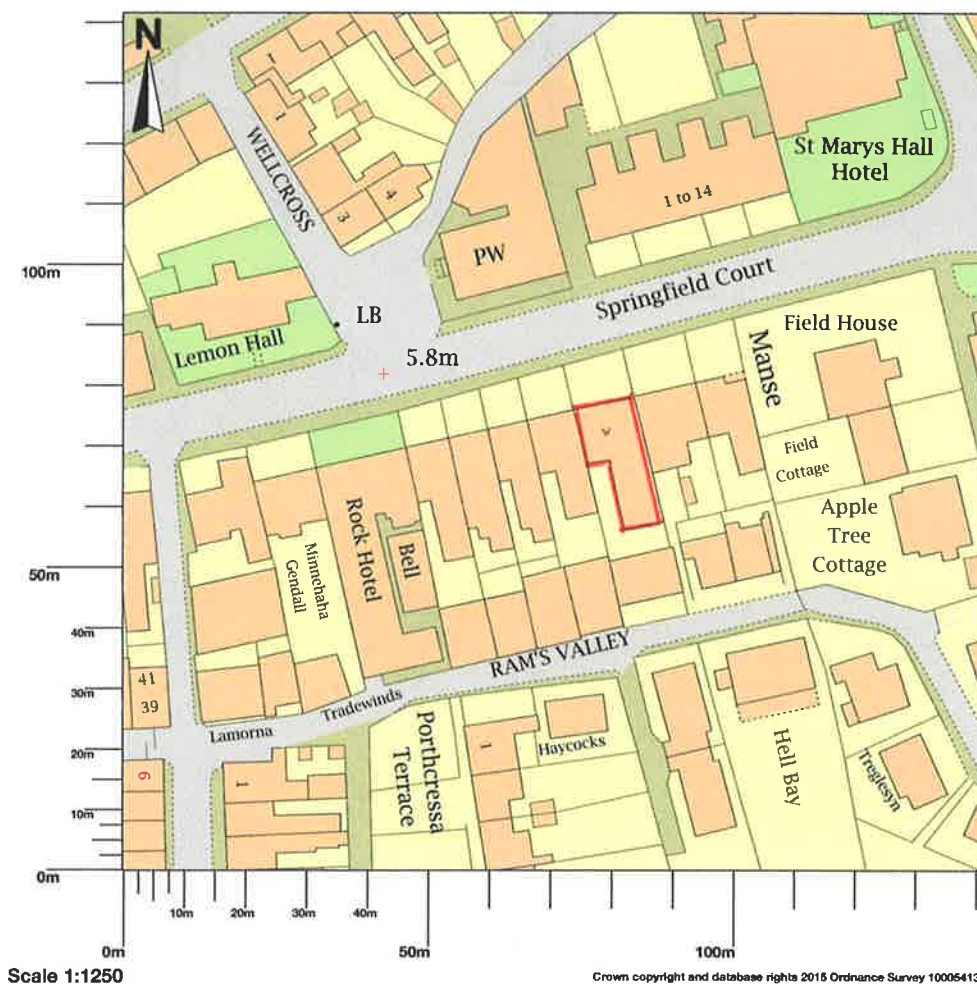 N
1
1
WELLCROSS
3
4
PW
1 to 14
St Marys Hall
Hotel
100m
Lemon Hall
LB
5.8m
Springfield Court
Field House
Manse
Field
Cottage
Apple
Tree
Cottage
50m
Rock Hotel
Bell
Minnehaha
Gendall
40m
30m
20m
10m
0m
41
39
9
1
Lamorna
Tradewinds
RAM'S VALLEY
Porthcressa
Terrace
1
Haycocks
Hell Bay
Treglesyn
10m
20m
30m
40m
0m
50m
100m
Scale 1:1250
Crown copyright and database rights 2015 Ordnance Survey 10005413